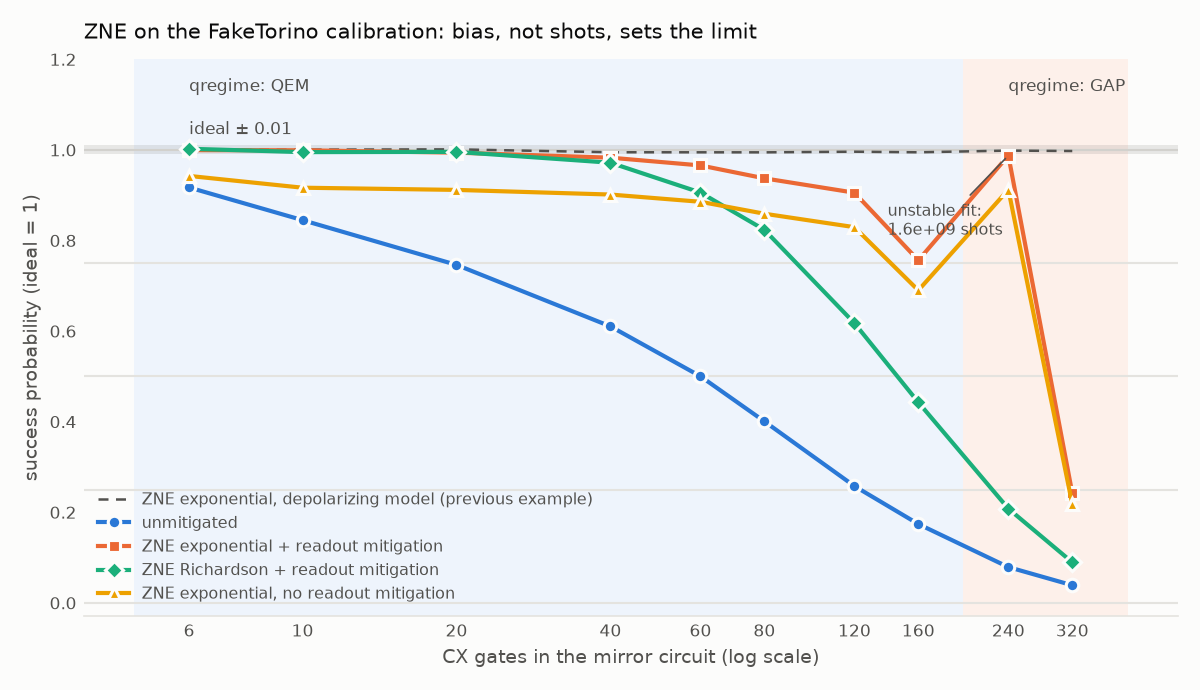 ZNE on the FakeTorino calibration: bias, not shots, sets the limit
1.2
1.0
0.8
0.6
0.4
0.2
0.0
success probability (ideal = 1)
qregime: QEM
qregime: GAP
ideal ± 0.01
unstable fit:
1.6e+09 shots
ZNE exponential, depolarizing model (previous example)
unmitigated
ZNE exponential + readout mitigation
ZNE Richardson + readout mitigation
ZNE exponential, no readout mitigation
6 10 20 40 60 80 120 160 240 320
CX gates in the mirror circuit (log scale)